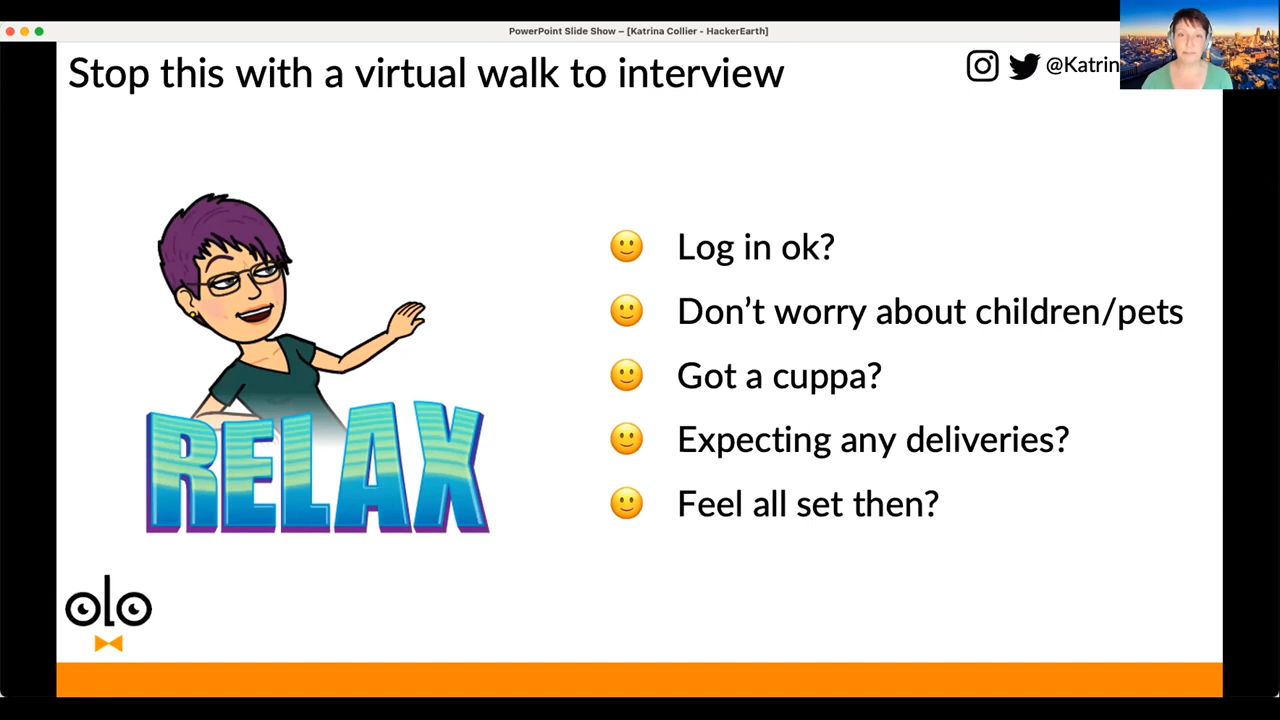 PowerPoint Slide Show – [Katrina Collier - HackerEarth]
Stop this with a virtual walk to interview
@Katrin
Log in ok?
Don’t worry about children/pets
Got a cuppa?
Expecting any deliveries?
Feel all set then?
RELAX
olo